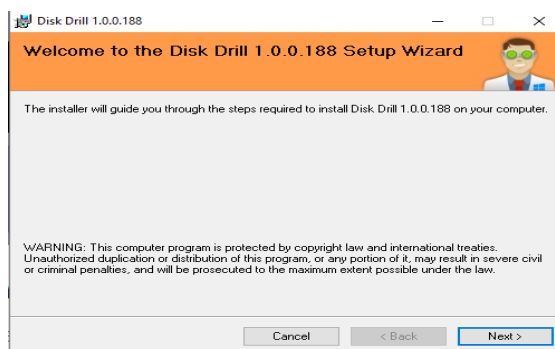 Disk Drill 1.0.0.188
Welcome to the Disk Drill 1.0.0.188 Setup Wizard
The installer will guide you through the steps required to install Disk Drill 1.0.0.188 on your computer.
WARNING: This computer program is protected by copyright law and international treaties.
Unauthorized duplication or distribution of this program, or any portion of it, may result in severe civil
or criminal penalties, and will be prosecuted to the maximum extent possible under the law.
Cancel
< Back
Next >